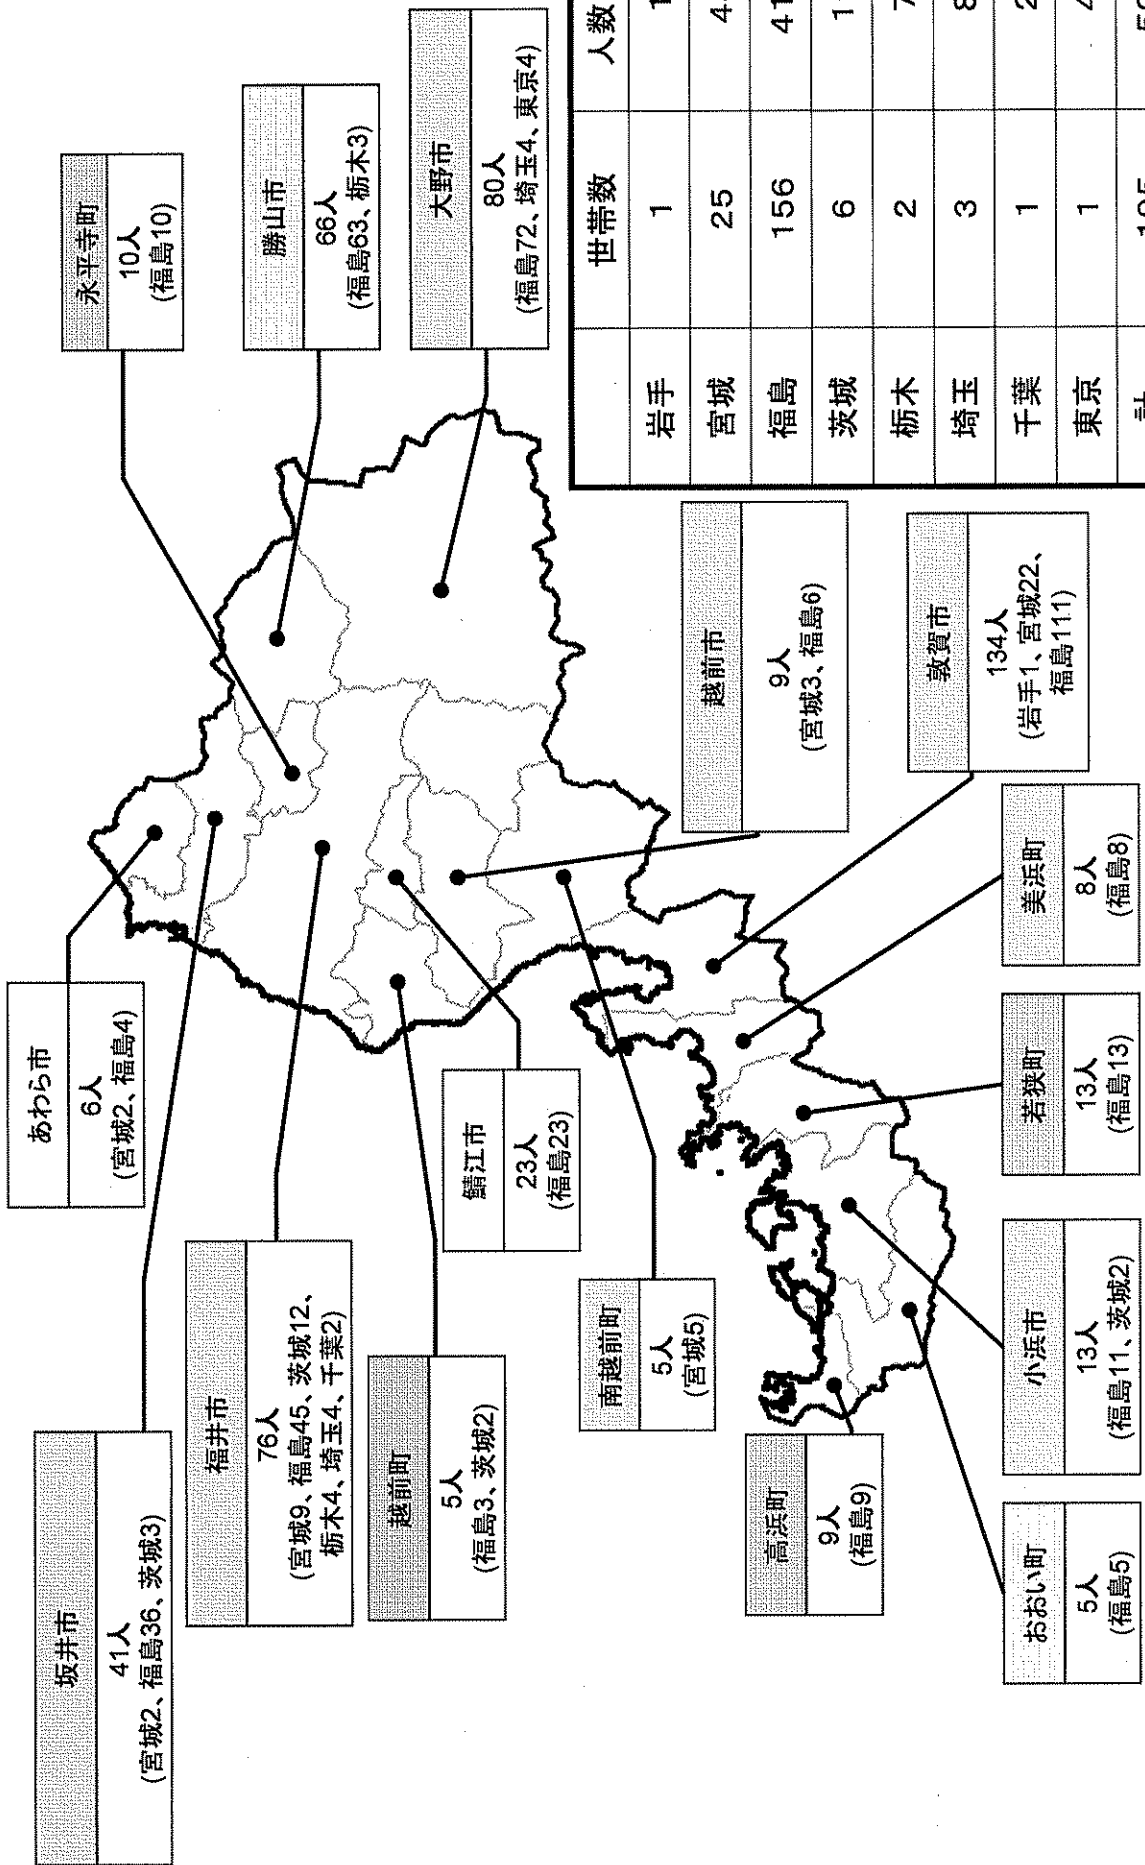 坂井市
41人
(宮城2、福島36、茨城3)
あわら市
6人
(宮城2、福島4)
永平寺町
10人
(福島10)
福井市
76人
(宮城9、福島45、茨城12、
栃木4、埼玉4、千葉2)
勝山市
66人
(福島63、栃木3)
越前町
5人
(福島3、茨城2)
鯖江市
23人
(福島23)
大野市
80人
(福島72、埼玉4、東京4)
南越前町
5人
(宮城5)
越前市
9人
(宮城3、福島6)
高浜町
9人
(福島9)
敦賀市
134人
(岩手1、宮城22、
福島111)
おおい町
5人
(福島5)
小浜市
13人
(福島11、茨城2)
若狭町
13人
(福島13)
美浜町
8人
(福島8)
世帯数 人数
岩手 1 1
宮城 25 4
福島 156 41
茨城 6 1
栃木 2 7
埼玉 3 8
千葉 1 2
東京 1 4
計 195